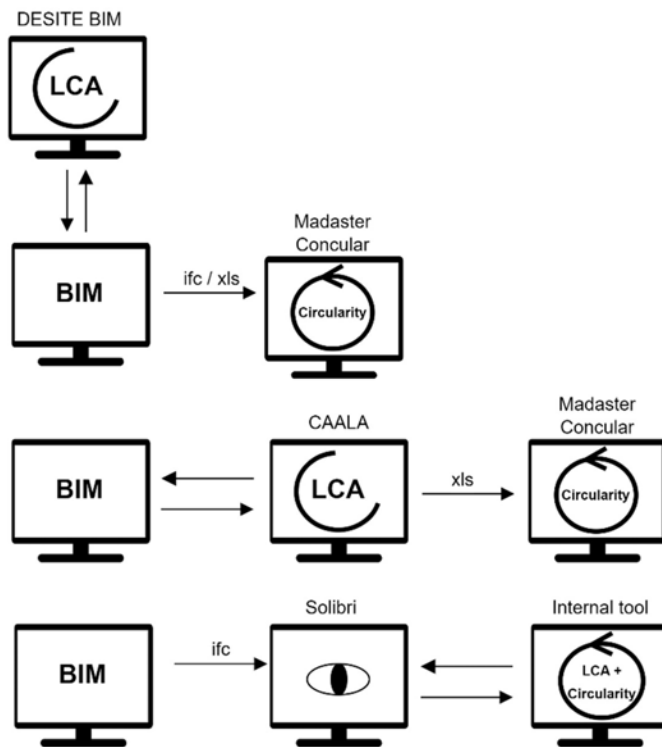 DESITE BIM
LCA
Madaster
Concular
BIM
ifc / xls
Circularity
Madaster
Concular
CAALA
BIM
LCA
xls
Circularity
Solibri
Internal tool
BIM
ifc
LCA +
Circularity